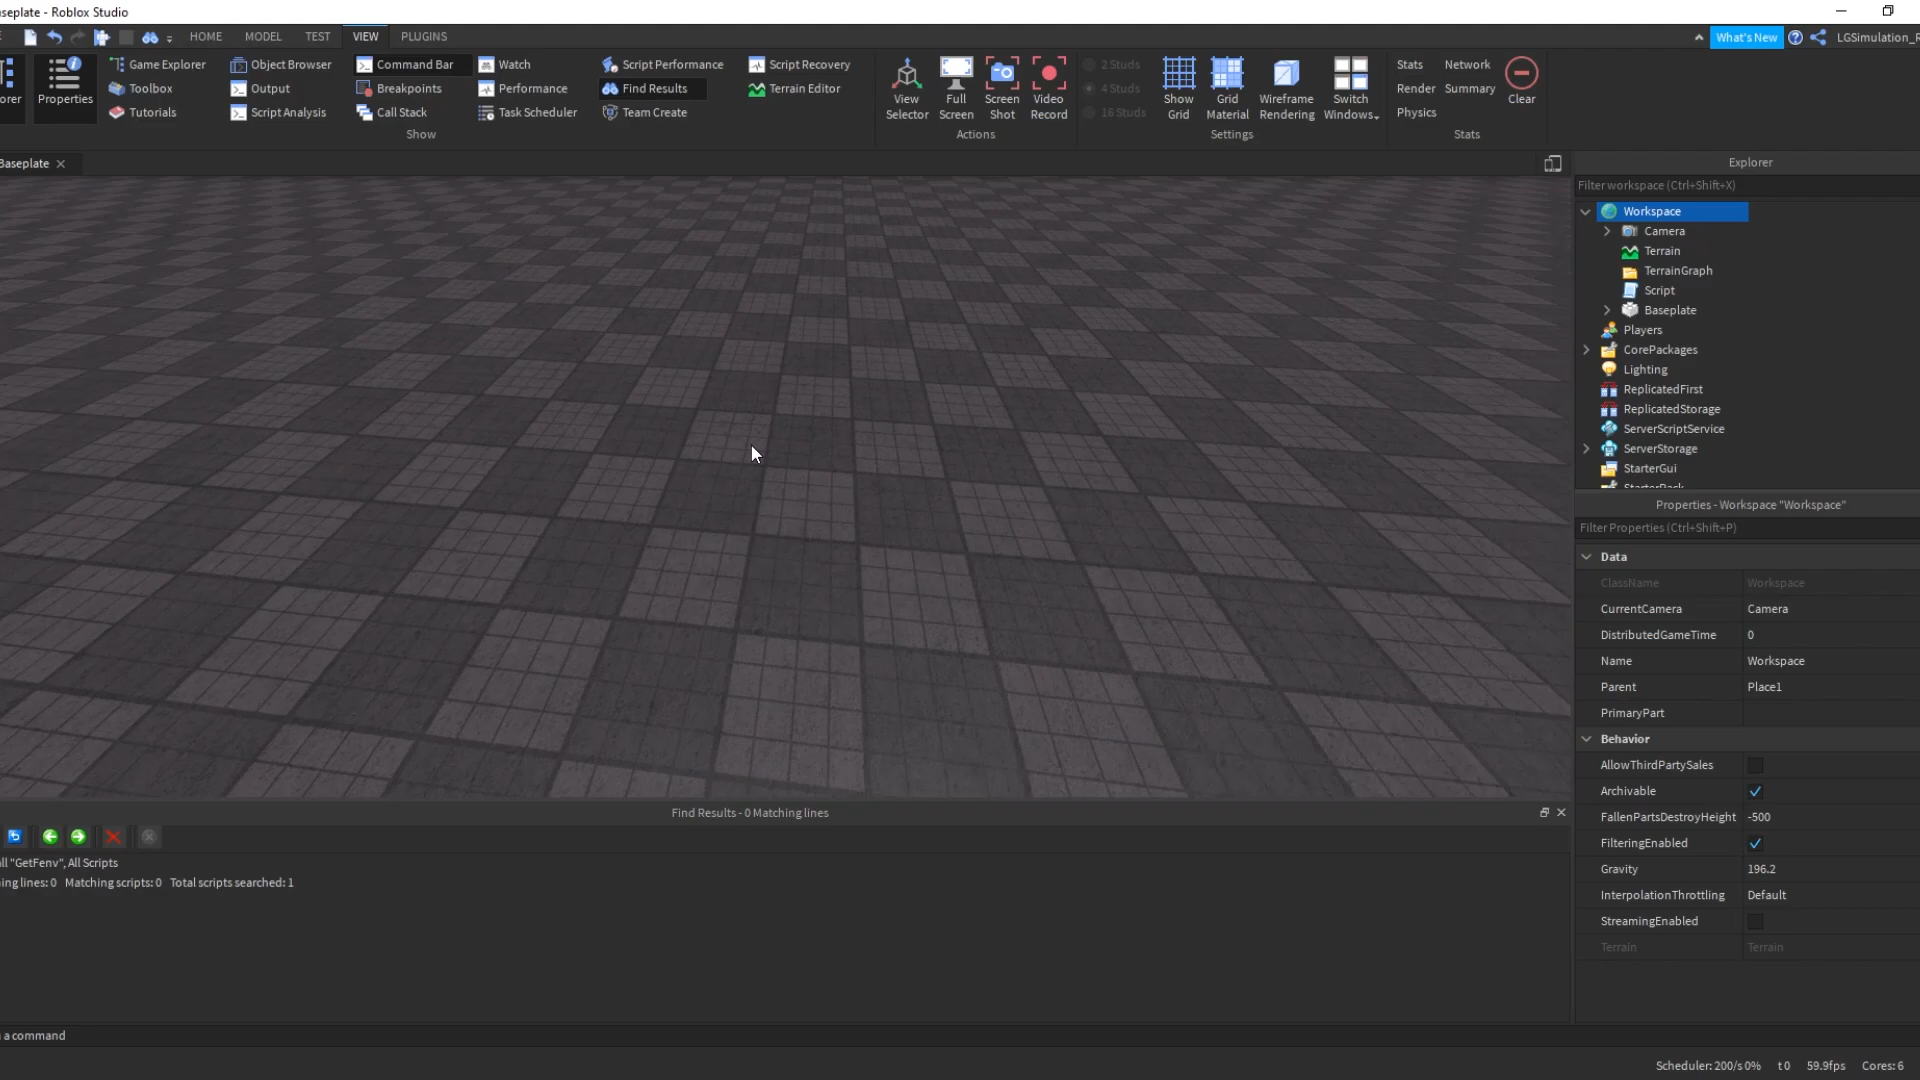 aseplate - Roblox Studio
HOME MODEL TEST VIEW PLUGINS
What's New
LGSimulation_R
orer
Properties
Game Explorer
Toolbox
Tutorials
Object Browser
Output
Script Analysis
Command Bar
Breakpoints
Call Stack
Watch
Performance
Task Scheduler
Script Performance
Find Results
Team Create
Script Recovery
Terrain Editor
Show
View
Selector
Full
Screen
Screen
Shot
Video
Record
Actions
2 Studs
4 Studs
16 Studs
Show
Grid
Grid
Material
Wireframe
Rendering
Switch
Windows
Settings
Stats
Network
Render
Summary
Physics
Clear
Stats
Baseplate
Explorer
Filter workspace (Ctrl+Shift+X)
Workspace
Camera
Terrain
TerrainGraph
Script
Baseplate
Players
CorePackages
Lighting
ReplicatedFirst
ReplicatedStorage
ServerScriptService
ServerStorage
StarterGui
StarterPack
Properties - Workspace "Workspace"
Filter Properties (Ctrl+Shift+P)
Data
ClassName Workspace
CurrentCamera Camera
DistributedGameTime 0
Name Workspace
Parent Place1
PrimaryPart
Behavior
AllowThirdPartySales
Archivable
FallenPartsDestroyHeight -500
FilteringEnabled
Gravity 196.2
InterpolationThrottling Default
StreamingEnabled
Terrain Terrain
Find Results - 0 Matching lines
ll "GetFenv", All Scripts
ing lines: 0 Matching scripts: 0 Total scripts searched: 1
a command
Scheduler: 200/s 0% t 0 59.9fps Cores: 6